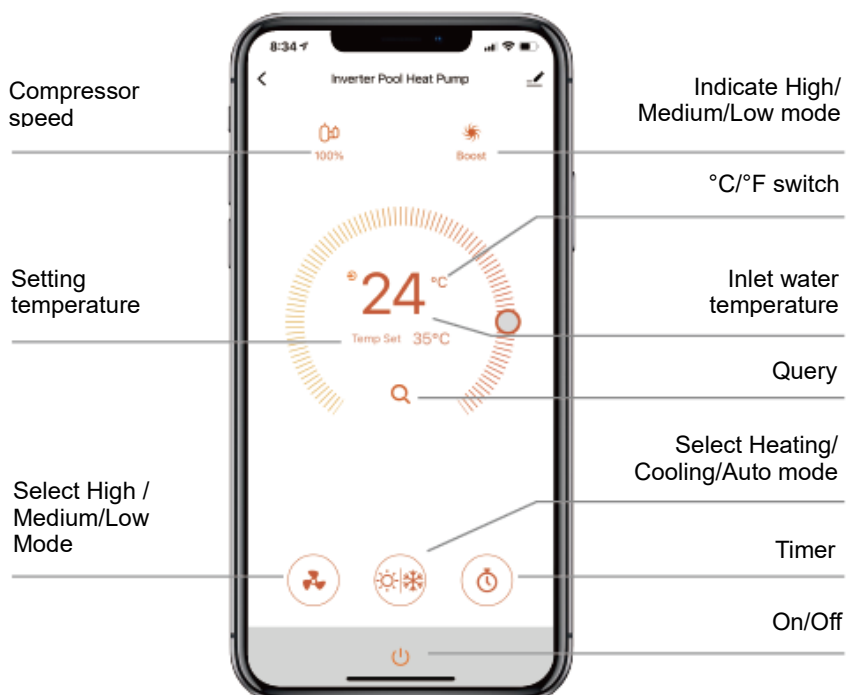 8:34
Inverter Pool Heat Pump
Compressor
speed
Indicate High/
Medium/Low mode
100%
Boost
°C/°F switch
Setting
temperature
24 °C
Inlet water
temperature
Temp Set 35°C
Query
Select Heating/
Cooling/Auto mode
Select High /
Medium/Low
Mode
Timer
On/Off